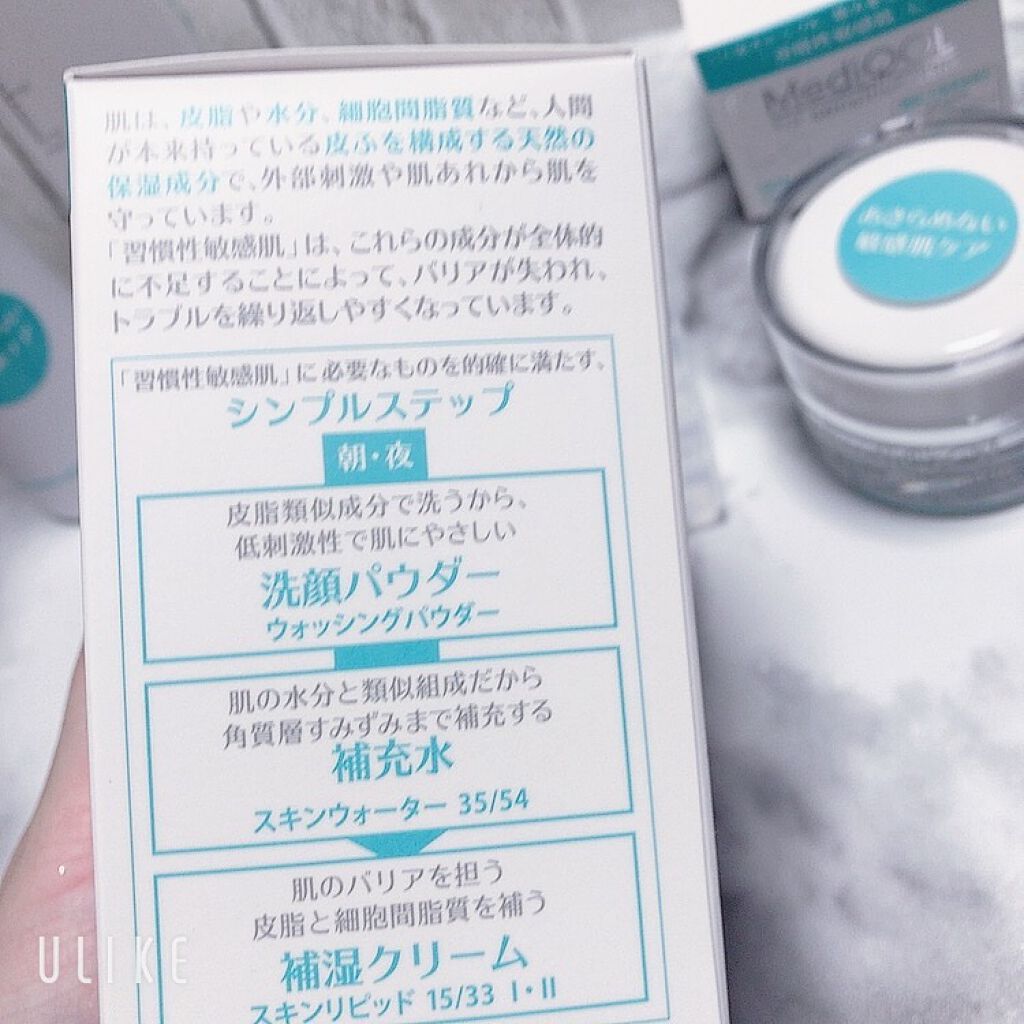 肌は、皮脂や水分、細胞間脂質など、人間
が本来持っている皮ふを構成する天然の
保湿成分で、外部刺激や肌あれから肌を
守っています。
「習慣性敏感肌」は、これらの成分が全体的
に不足することによって、バリアが失われ、
トラブルを繰り返しやすくなっています。
「習慣性敏感肌」に必要なものを的確に満たす、
シンプルステップ
朝・夜
皮脂類似成分で洗うから、
低刺激性で肌にやさしい
洗顔パウダー
ウォッシングパウダー
肌の水分と類似組成だから
角質層すみずみまで補充する
補充水
スキンウォーター 35/54
肌のバリアを担う
皮脂と細胞間脂質を補う
補湿クリーム
スキンリピッド 15/33 I・II
MediQOL
あきらめない
敏感肌ケア
ULIKE